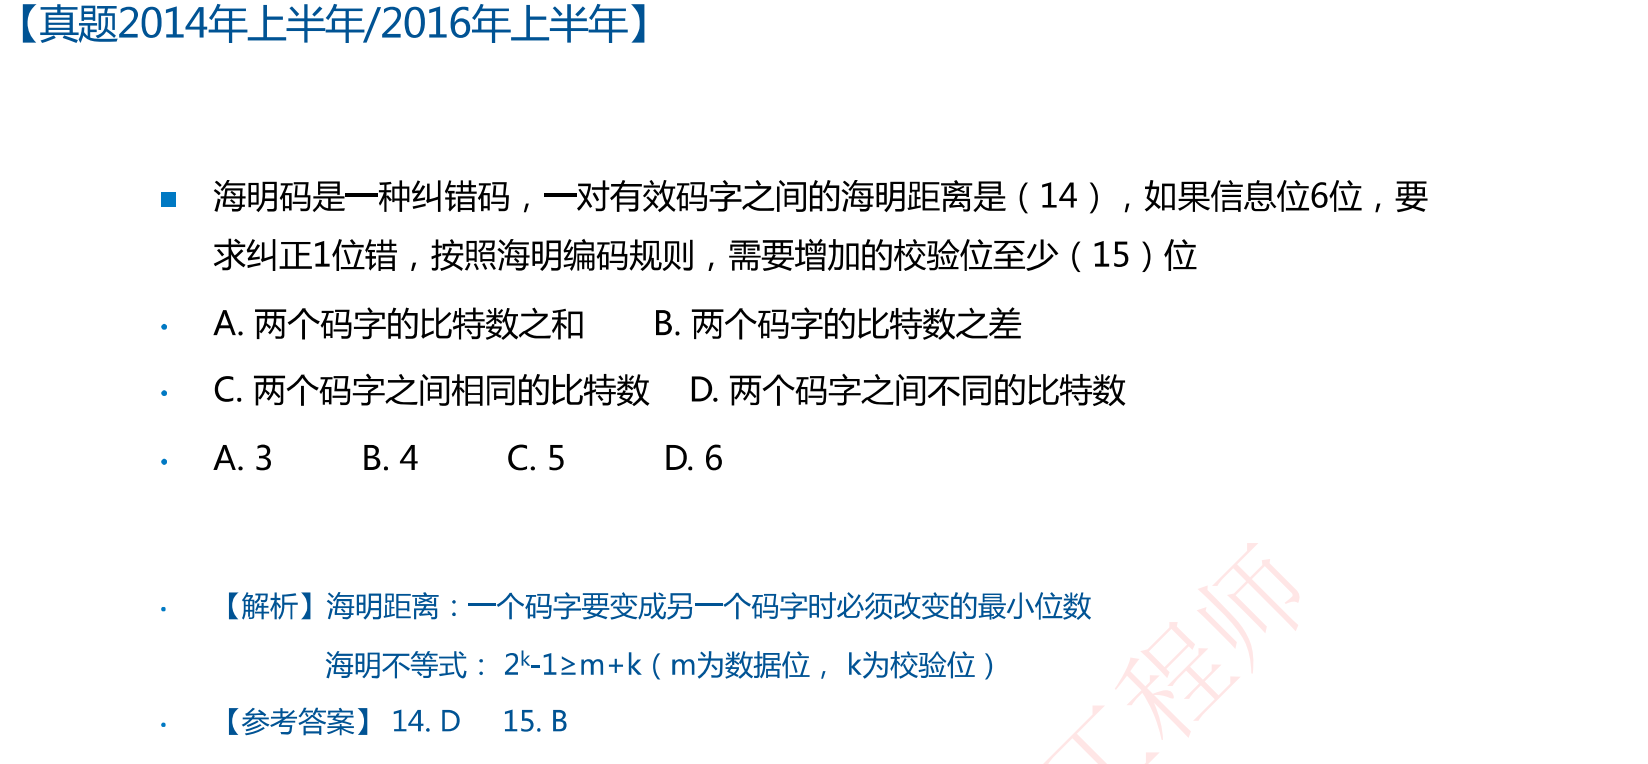 【真题2014年上半年/2016年上半年】
■ 海明码是一种纠错码，一对有效码字之间的海明距离是（14），如果信息位6位，要
求纠正1位错，按照海明编码规则，需要增加的校验位至少（15）位
• A. 两个码字的比特数之和 B. 两个码字的比特数之差
• C. 两个码字之间相同的比特数 D. 两个码字之间不同的比特数
• A. 3 B. 4 C. 5 D. 6
• 【解析】海明距离：一个码字要变成另一个码字时必须改变的最小位数
海明不等式： 2ᵏ-1≥m+k（m为数据位， k为校验位）
• 【参考答案】 14. D 15. B
工程师